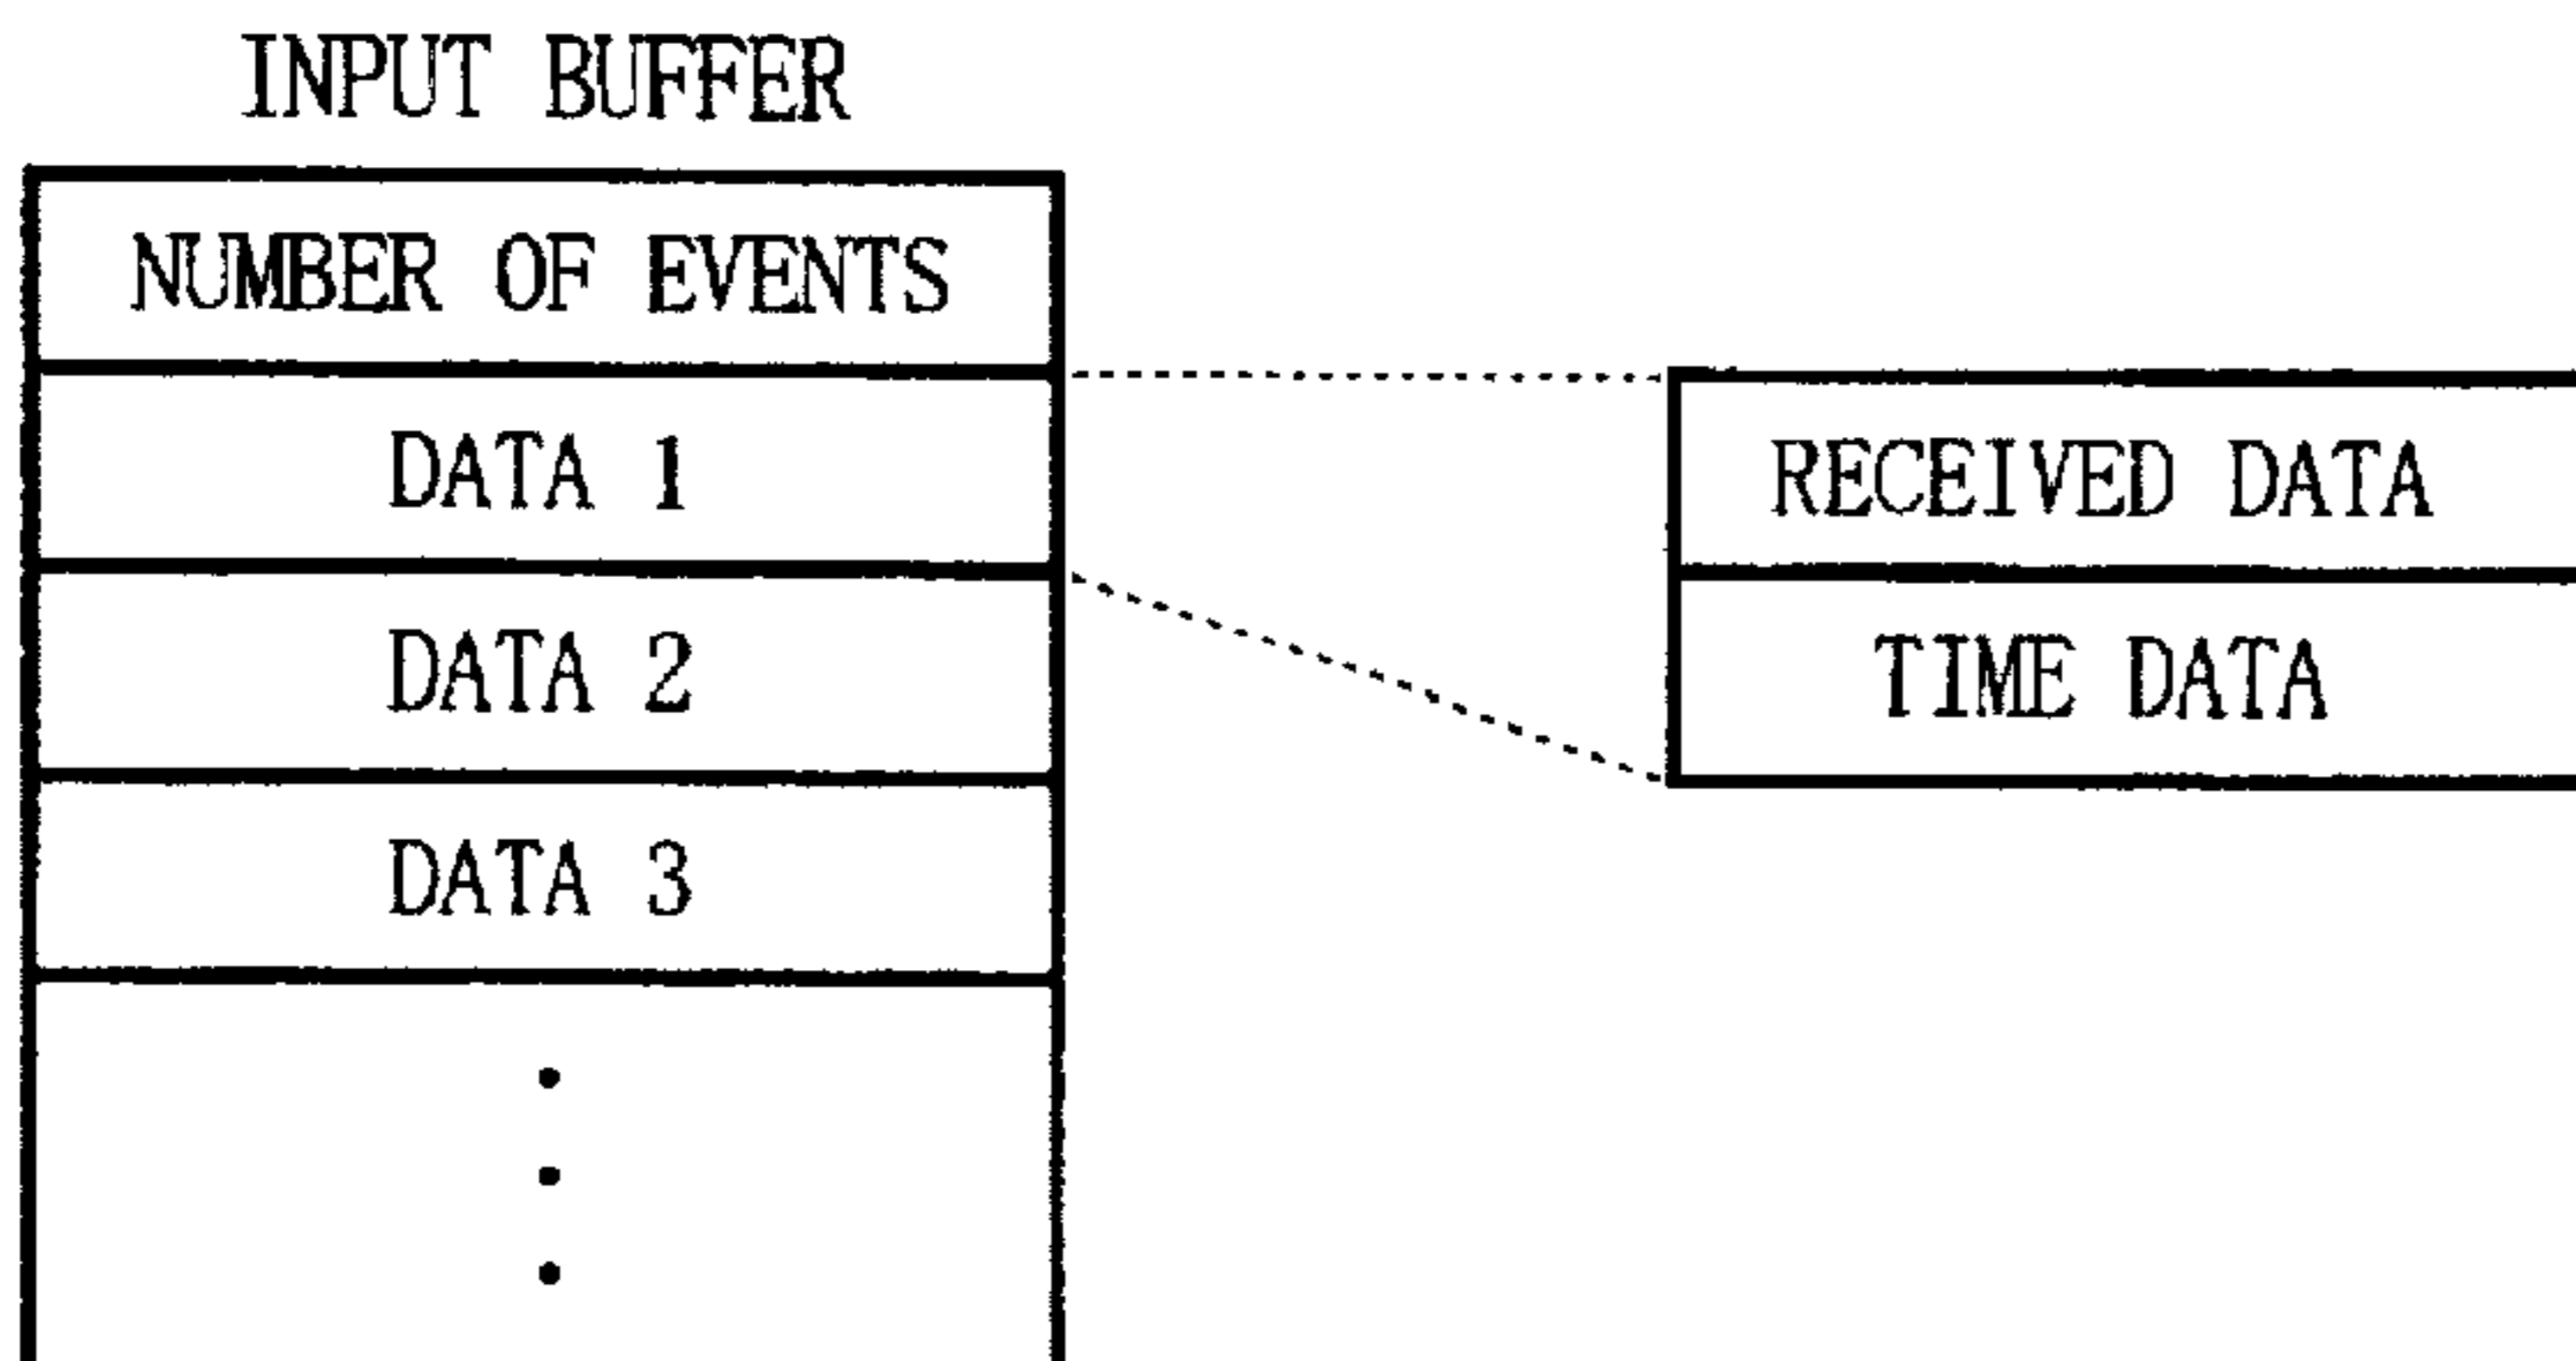 INPUT BUFFER
NUMBER OF EVENTS
DATA 1
DATA 2
DATA 3
RECEIVED DATA
TIME DATA